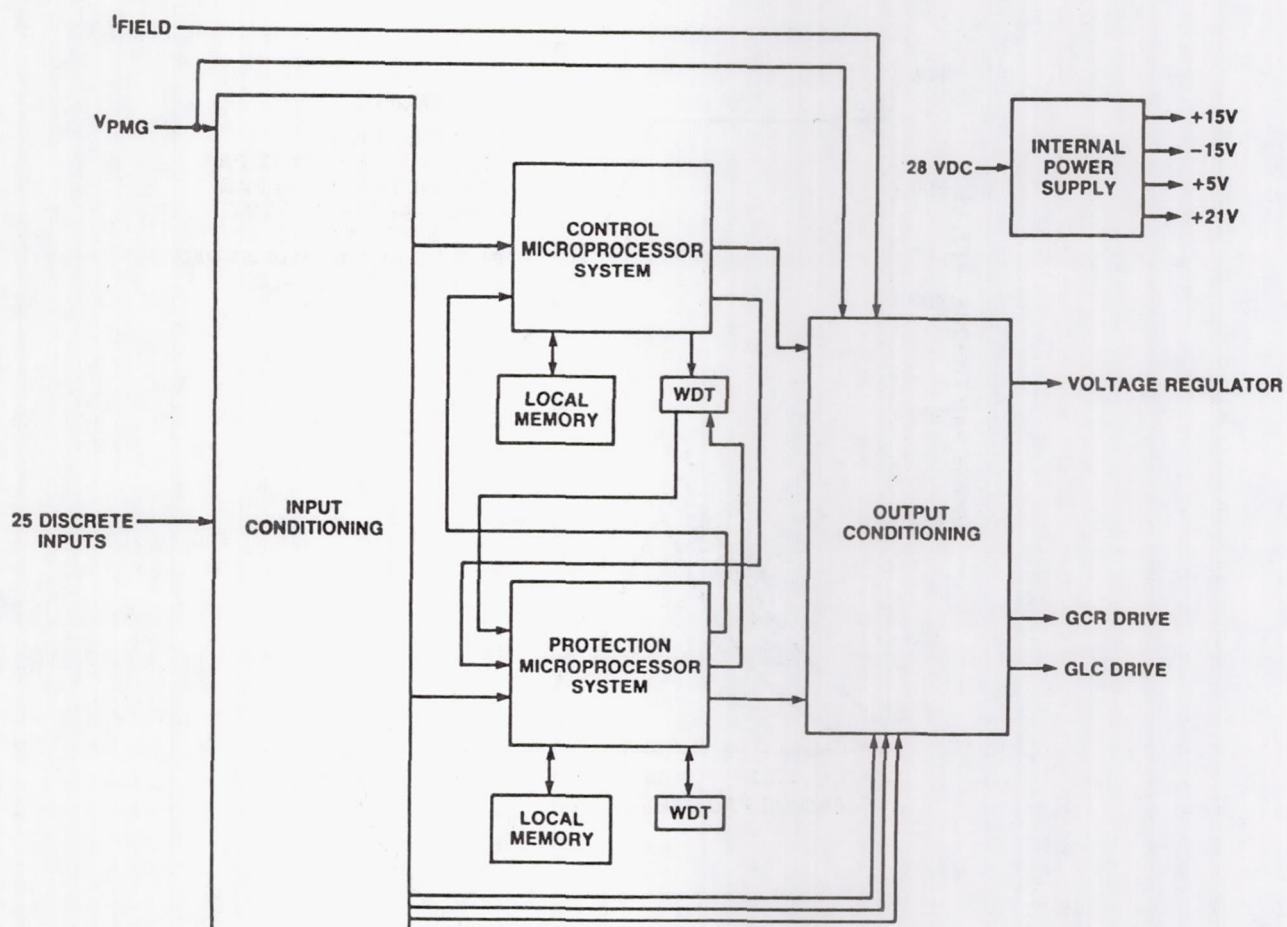 IFIELD
VPMG
+15V
INTERNAL
POWER
SUPPLY
-15V
28 VDC
+5V
+21V
CONTROL
MICROPROCESSOR
SYSTEM
LOCAL
MEMORY
WDT
VOLTAGE REGULATOR
25 DISCRETE
INPUTS
INPUT
CONDITIONING
OUTPUT
CONDITIONING
GCR DRIVE
GLC DRIVE
PROTECTION
MICROPROCESSOR
SYSTEM
LOCAL
MEMORY
WDT